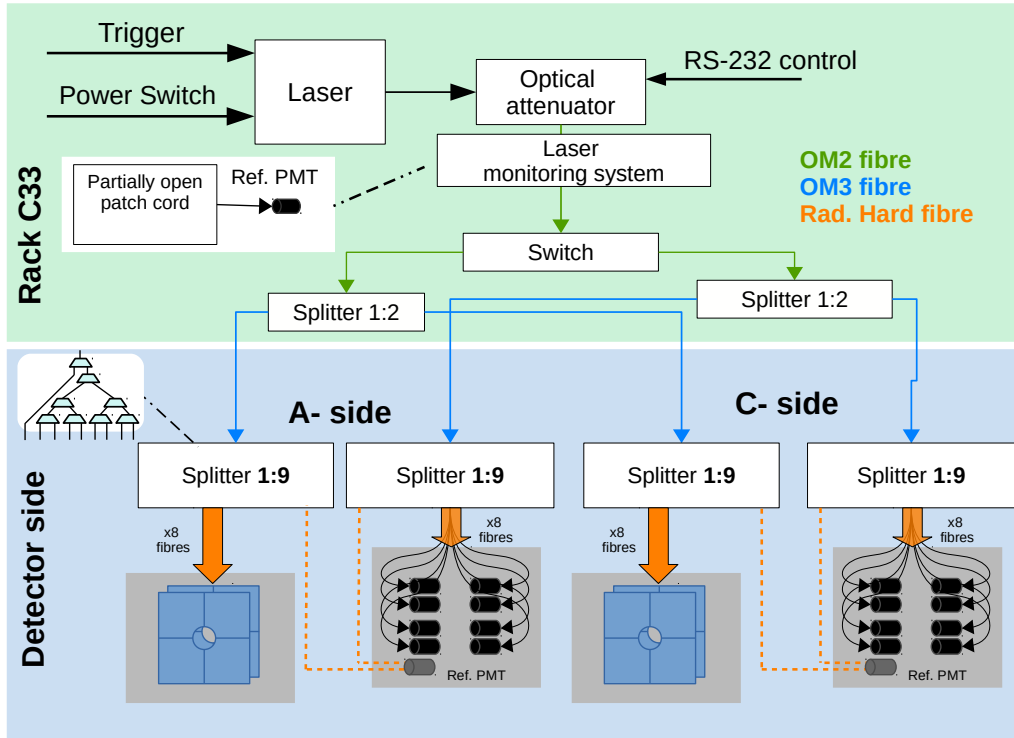 Trigger
Power Switch
Laser
Optical
attenuator
RS-232 control
Laser
monitoring system
Partially open
patch cord
Ref. PMT
OM2 fibre
OM3 fibre
Rad. Hard fibre
Rack C33
Switch
Splitter 1:2
Splitter 1:2
A- side
C- side
Detector side
Splitter 1:9
Splitter 1:9
Splitter 1:9
Splitter 1:9
x8
fibres
x8
fibres
x8
fibres
x8
fibres
Ref. PMT
Ref. PMT